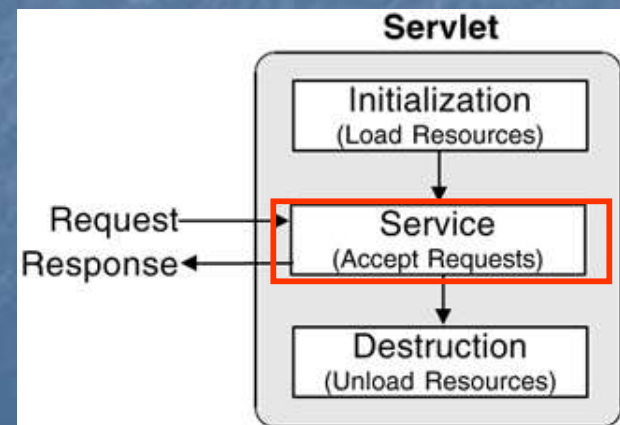 Servlet
Initialization
(Load Resources)
Request
Response
Service
(Accept Requests)
Destruction
(Unload Resources)